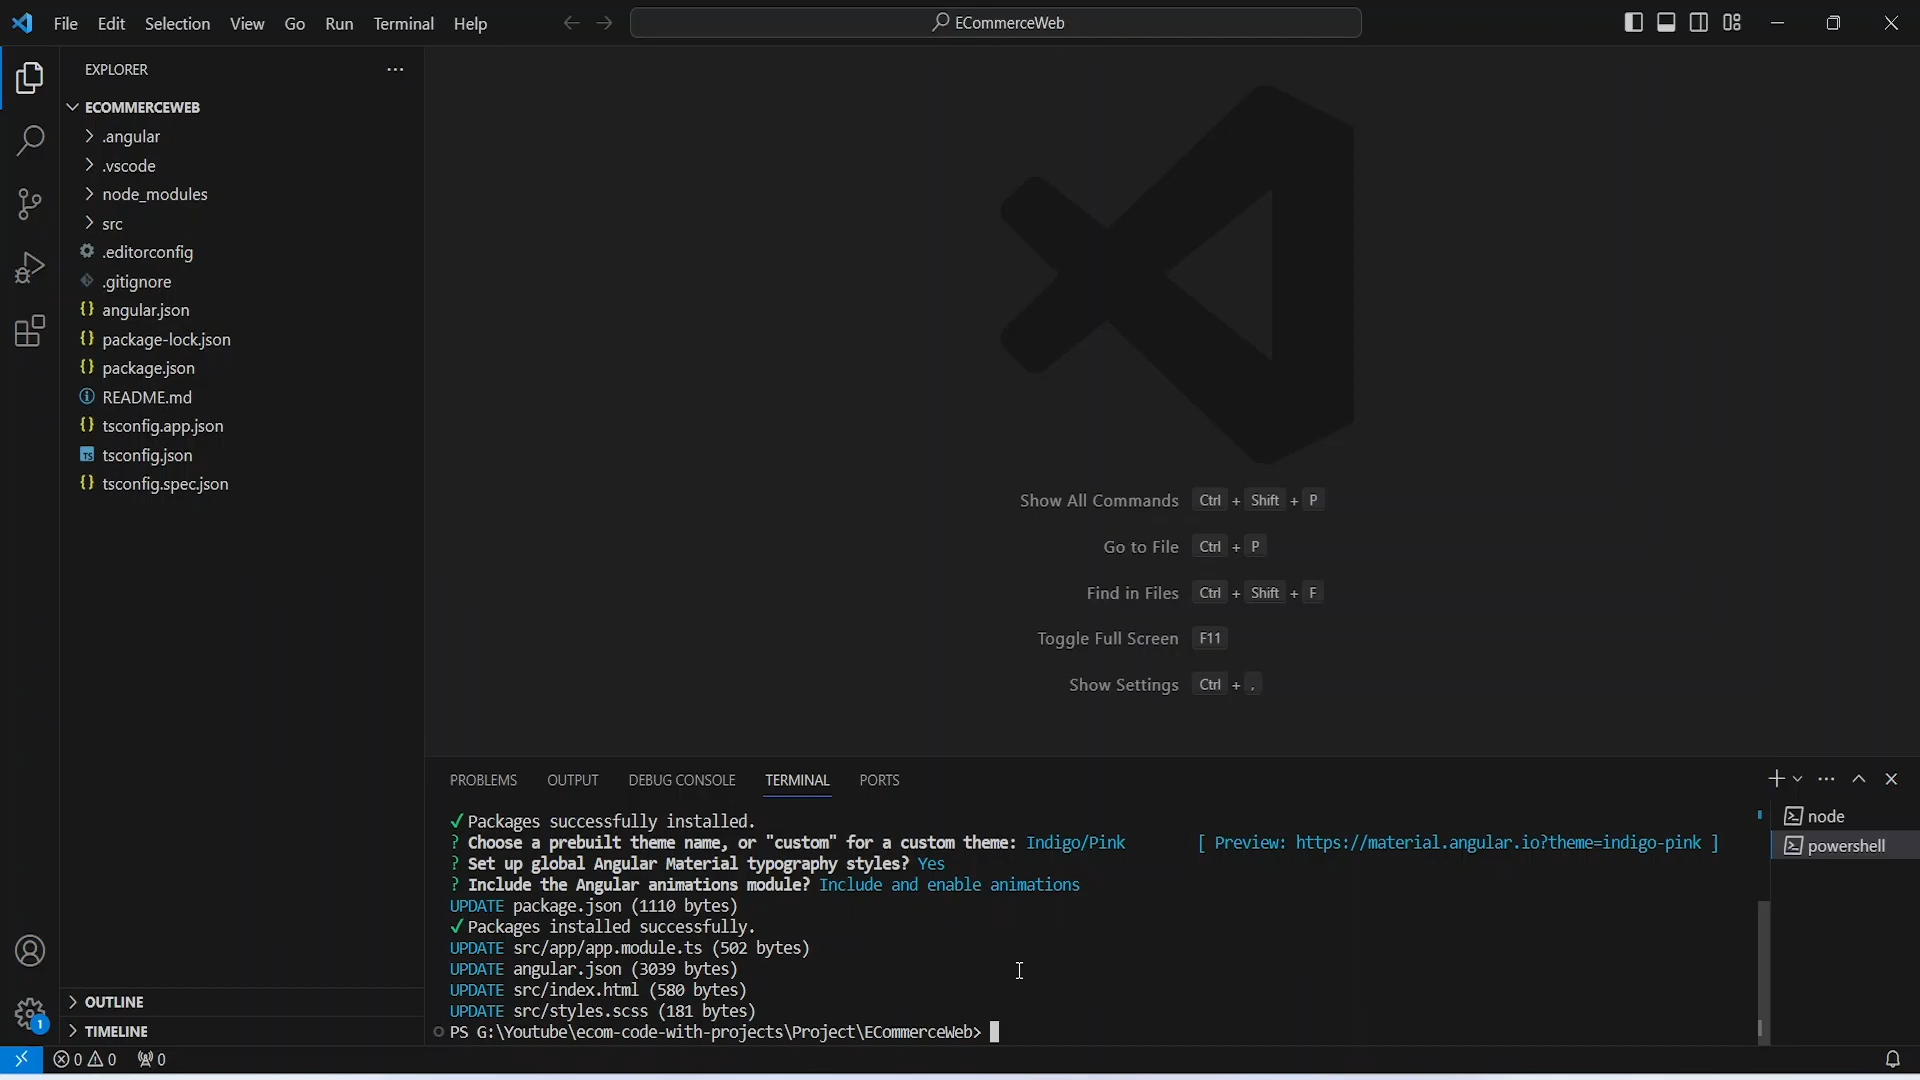 File Edit Selection View Go Run Terminal Help
ECommerceWeb
EXPLORER
ECOMMERCEWEB
.angular
.vscode
node_modules
src
.editorconfig
.gitignore
{} angular.json
{} package-lock.json
{} package.json
README.md
{} tsconfig.app.json
TS tsconfig.json
{} tsconfig.spec.json
OUTLINE
TIMELINE
1
Show All Commands Ctrl + Shift + P
Go to File Ctrl + P
Find in Files Ctrl + Shift + F
Toggle Full Screen F11
Show Settings Ctrl + ,
PROBLEMS OUTPUT DEBUG CONSOLE TERMINAL PORTS
✓ Packages successfully installed.
? Choose a prebuilt theme name, or "custom" for a custom theme: Indigo/Pink [ Preview: https://material.angular.io?theme=indigo-pink ]
? Set up global Angular Material typography styles? Yes
? Include the Angular animations module? Include and enable animations
UPDATE package.json (1110 bytes)
✓ Packages installed successfully.
UPDATE src/app/app.module.ts (502 bytes)
UPDATE angular.json (3039 bytes)
UPDATE src/index.html (580 bytes)
UPDATE src/styles.scss (181 bytes)
PS G:\Youtube\ecom-code-with-projects\Project\ECommerceWeb>
node
powershell
0 0 0